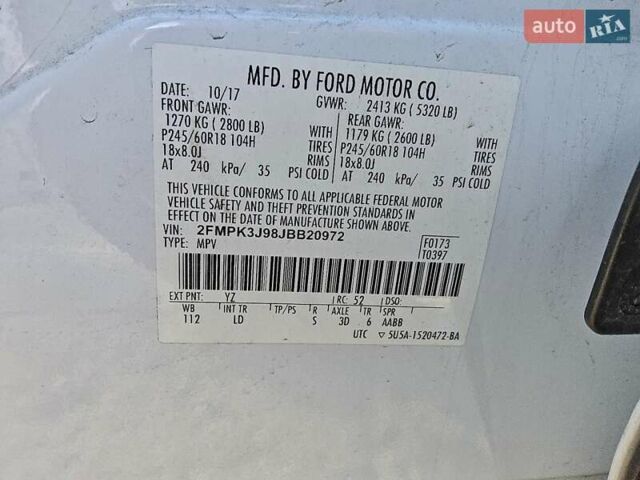 auto RIA.com
MFD. BY FORD MOTOR CO.
DATE: 10/17 GVWR: 2413 KG ( 5320 LB)
FRONT GAWR: REAR GAWR:
1270 KG ( 2800 LB) WITH 1179 KG ( 2600 LB) WITH
P245/60R18 104H TIRES P245/60R18 104H TIRES
18x8.0J RIMS 18x8.0J RIMS
AT 240 kPa/ 35 PSI COLD AT 240 kPa/ 35 PSI COLD
THIS VEHICLE CONFORMS TO ALL APPLICABLE FEDERAL MOTOR
VEHICLE SAFETY AND THEFT PREVENTION STANDARDS IN
EFFECT ON THE DATE OF MANUFACTURE SHOWN ABOVE.
VIN: 2FMPK3J98JBB20972 F0173
TYPE: MPV T0397
EXT PNT: YZ RC: 52 DSO:
WB INT TR TP/PS R AXLE TR SPR
112 LD S 3D 6 AABB
UTC ▽ 5U5A-1520472-BA